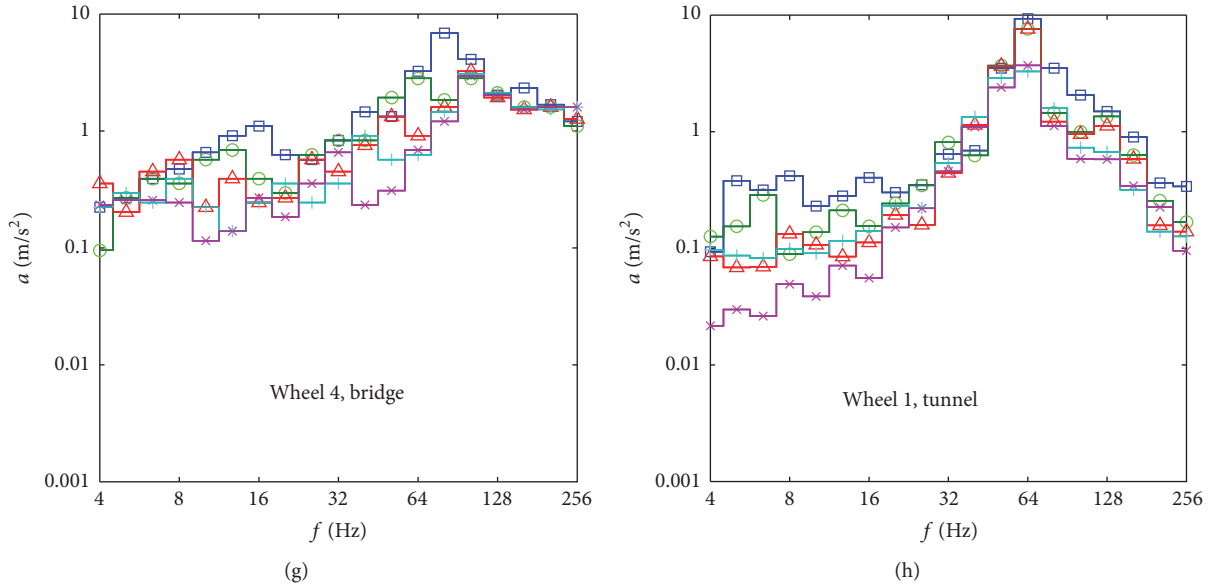 10
1
0.1
0.01
0.001
a (m/s²)
Wheel 4, bridge
4 8 16 32 64 128 256
f (Hz)
(g)
10
1
0.1
0.01
0.001
a (m/s²)
Wheel 1, tunnel
4 8 16 32 64 128 256
f (Hz)
(h)